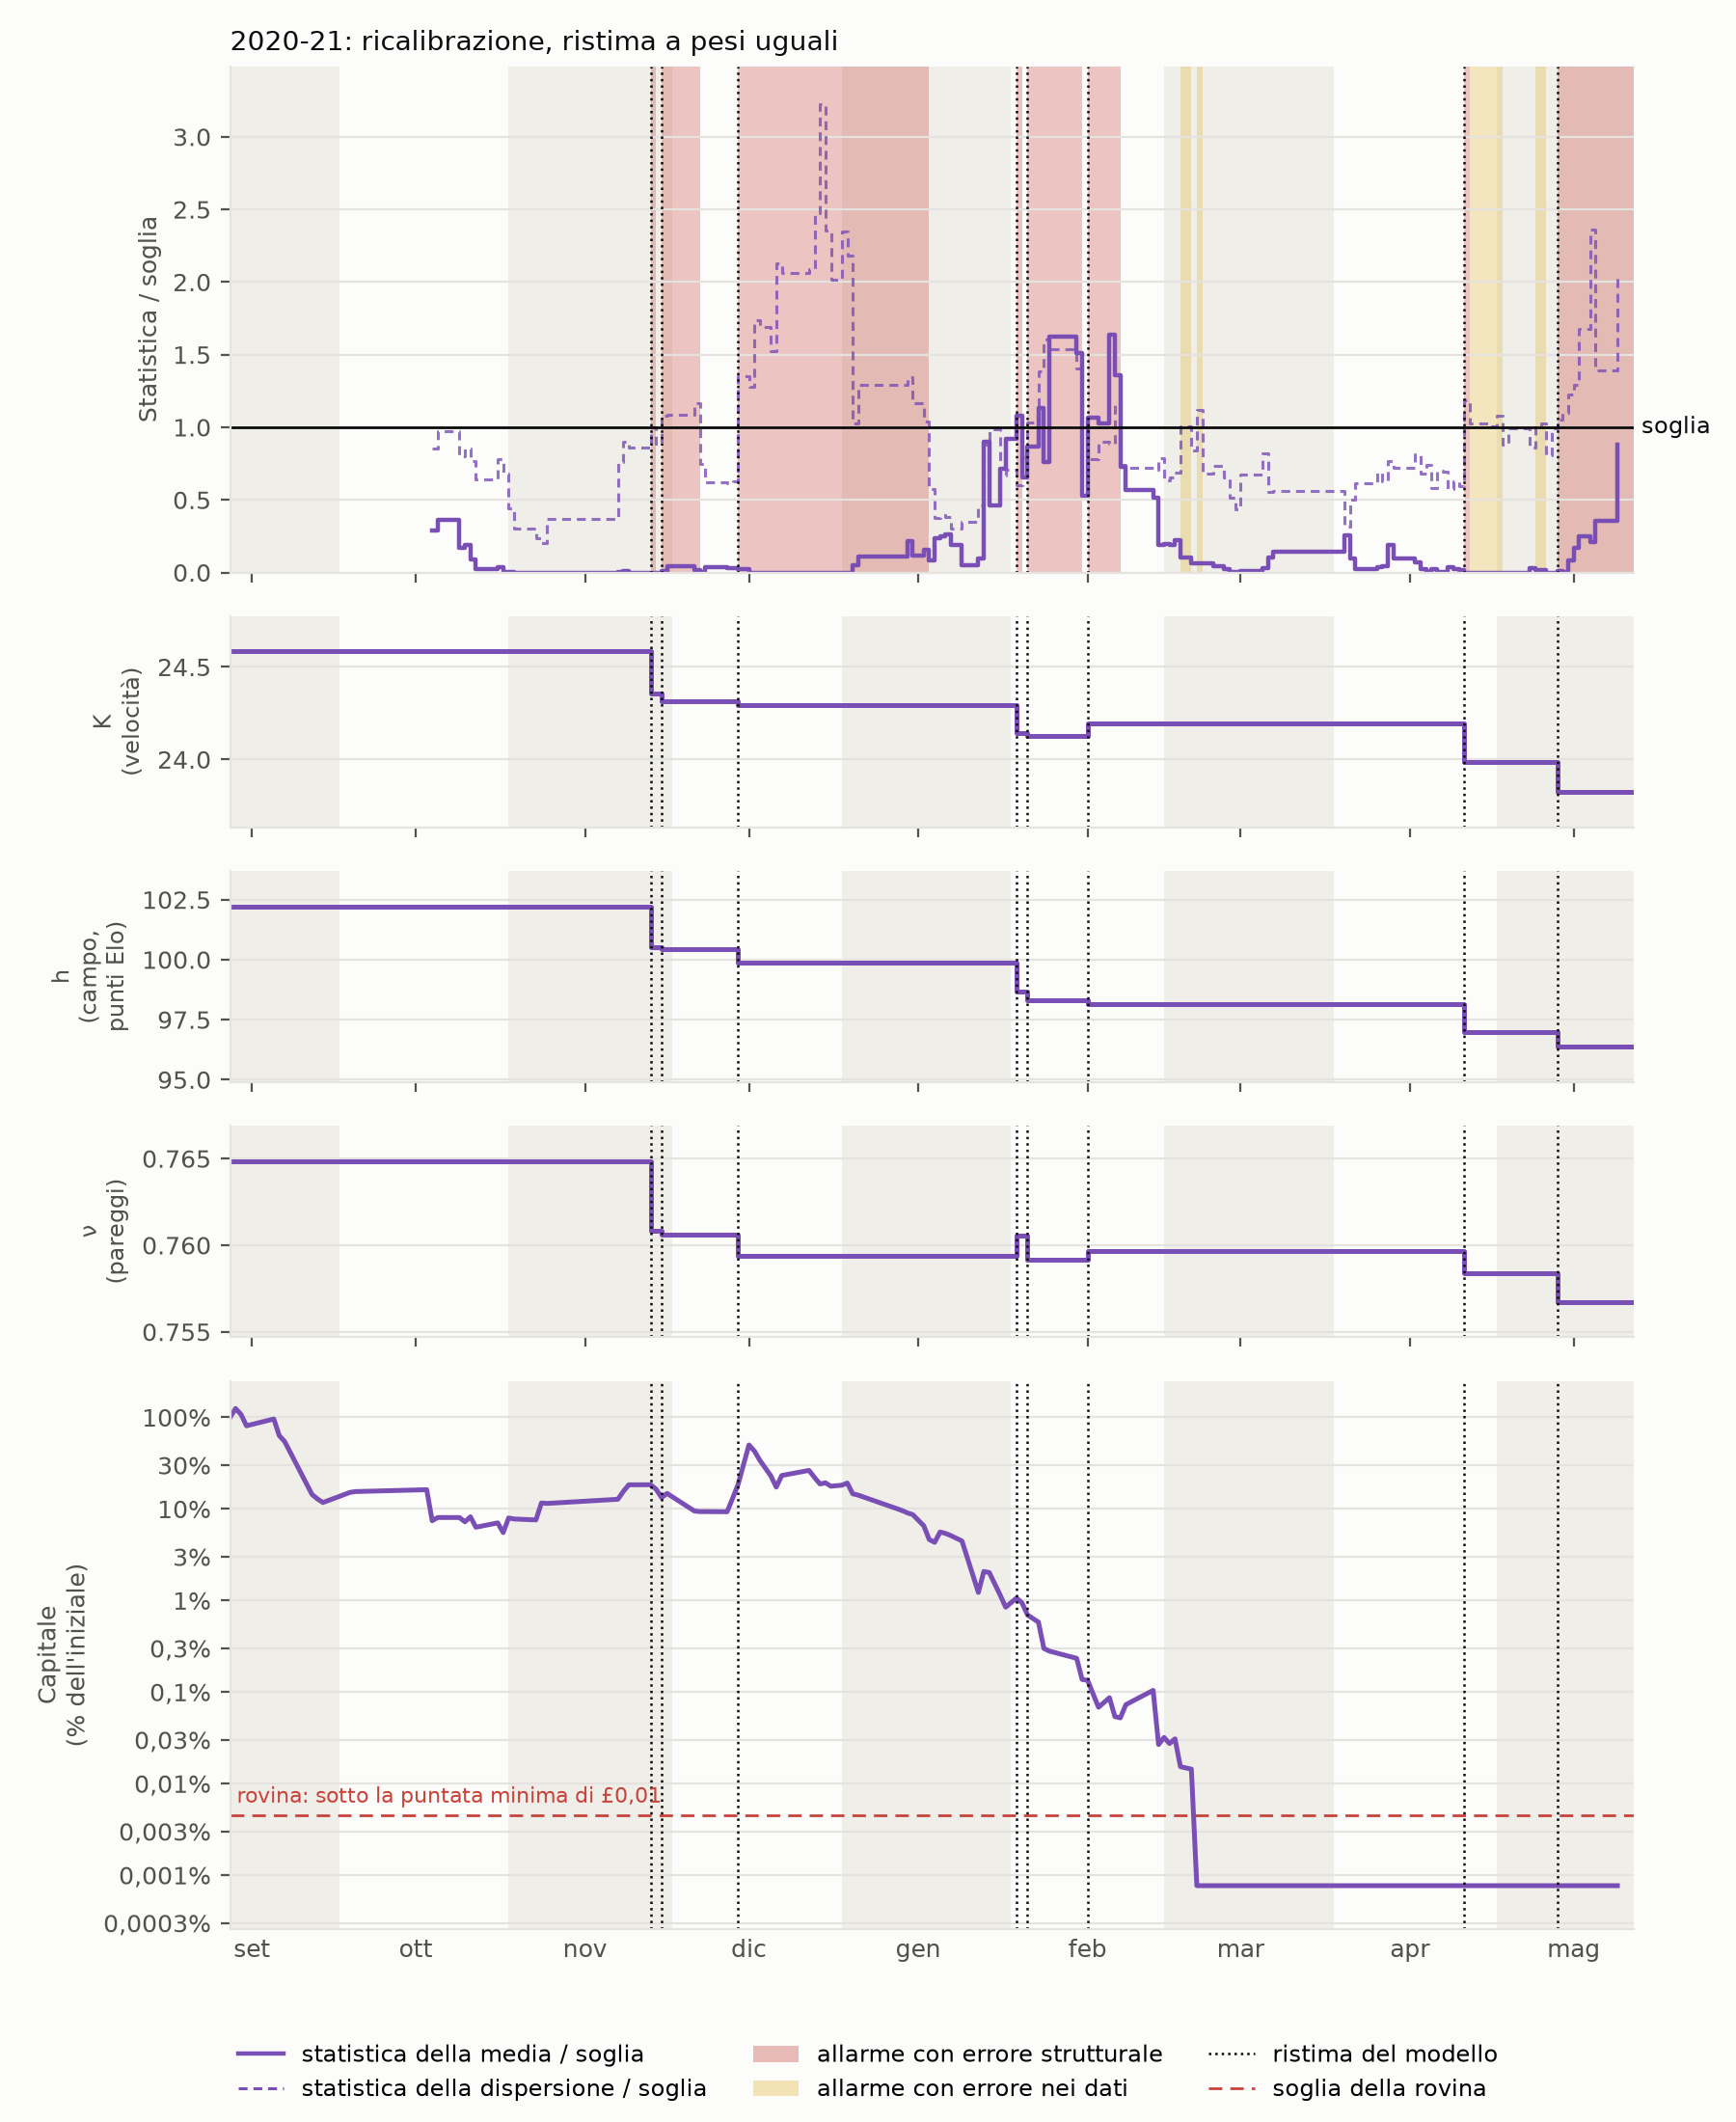 2020-21: ricalibrazione, ristima a pesi uguali
Statistica / soglia
3.0
2.5
2.0
1.5
1.0
0.5
0.0
soglia
K
(velocità)
24.5
24.0
h
(campo,
punti Elo)
102.5
100.0
97.5
95.0
ν
(pareggi)
0.765
0.760
0.755
Capitale
(% dell'iniziale)
100%
30%
10%
3%
1%
0,3%
0,1%
0,03%
0,01%
0,003%
0,001%
0,0003%
rovina: sotto la puntata minima di £0,01
set ott nov dic gen feb mar apr mag
statistica della media / soglia
statistica della dispersione / soglia
allarme con errore strutturale
allarme con errore nei dati
ristima del modello
soglia della rovina